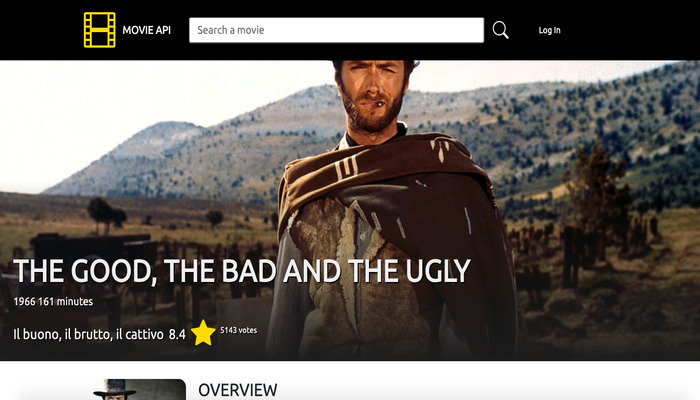 MOVIE API
Search a movie
Log In
THE GOOD, THE BAD AND THE UGLY
1966 161 minutes
Il buono, il brutto, il cattivo 8.4 5143 votes
OVERVIEW